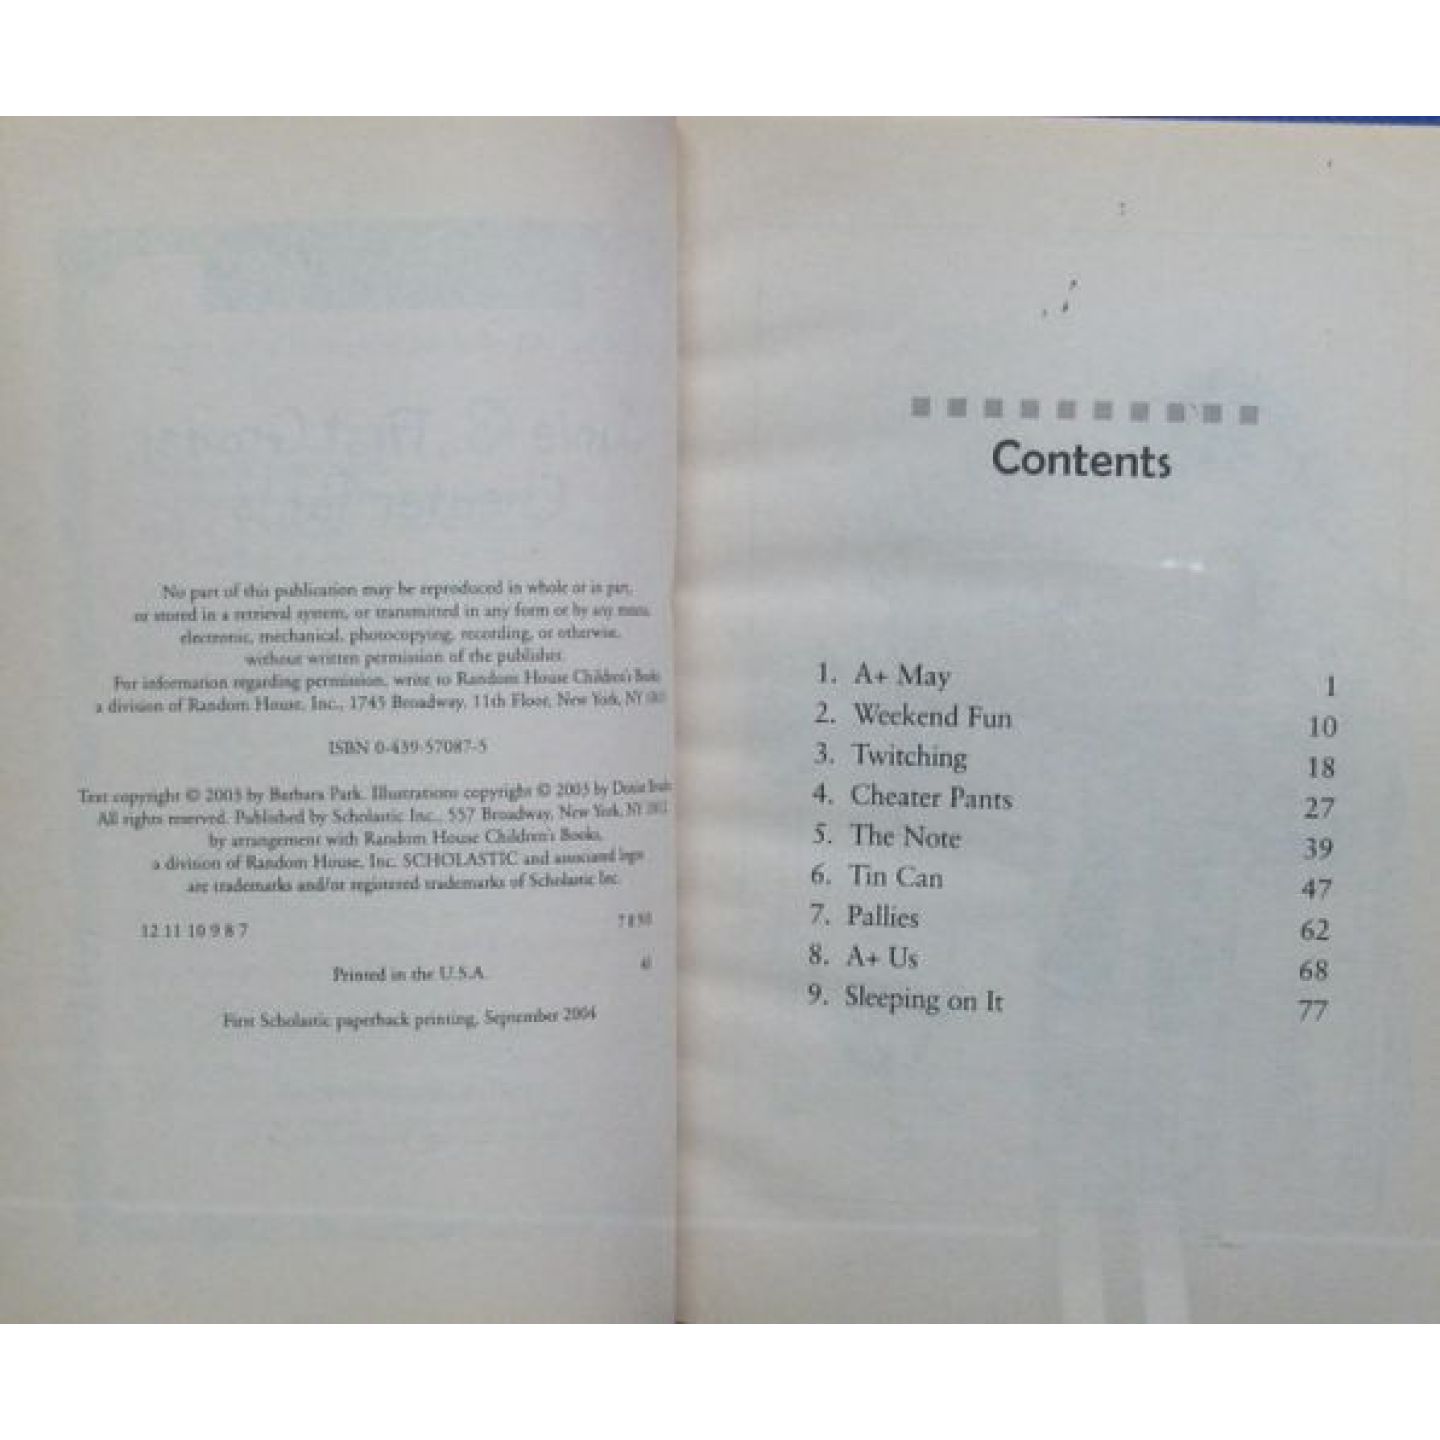 No part of this publication may be reproduced in whole or in part,
or stored in a retrieval system, or transmitted in any form or by any means,
electronic, mechanical, photocopying, recording, or otherwise,
without written permission of the publisher.
For information regarding permission, write to Random House Children's Books
a division of Random House, Inc., 1745 Broadway, 11th Floor, New York, NY
ISBN 0-439-57087-5
Text copyright © 2003 by Barbara Park. Illustrations copyright © 2003 by Denise
All rights reserved. Published by Scholastic Inc., 557 Broadway, New York, NY
by arrangement with Random House Children's Books,
a division of Random House, Inc. SCHOLASTIC and associated logos
are trademarks and/or registered trademarks of Scholastic Inc.
12 11 10 9 8 7
Printed in the U.S.A.
First Scholastic paperback printing, September 2004
Contents
1. A+ May 1
2. Weekend Fun 10
3. Twitching 18
4. Cheater Pants 27
5. The Note 39
6. Tin Can 47
7. Pallies 62
8. A+ Us 68
9. Sleeping on It 77